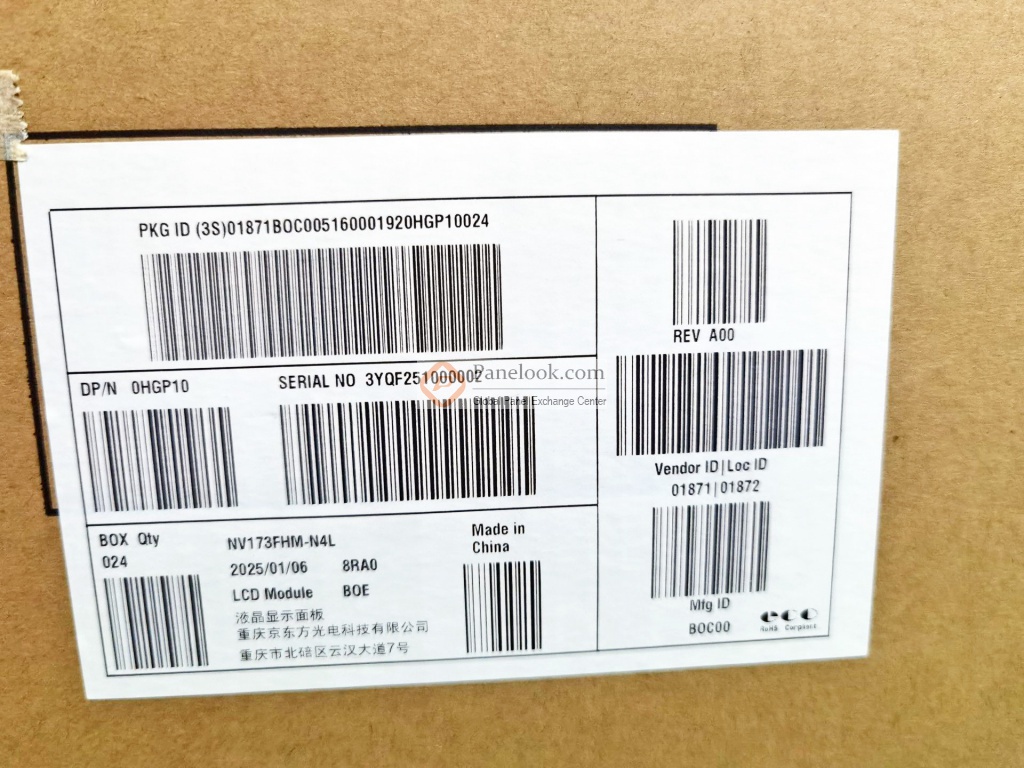 PKG ID (3S)01871BOC005160001920HGP10024
REV A00
DP/N 0HGP10
SERIAL NO 3YQF251000002
Panelook.com
Global Panel Exchange Center
Vendor ID|Loc ID
01871|01872
BOX Qty
024
NV173FHM-N4L
2025/01/06 8RA0
LCD Module BOE
液晶显示面板
重庆京东方光电科技有限公司
重庆市北碚区云汉大道7号
Made in
China
Mfg ID
BOC00
ecc
RoHS Compliant